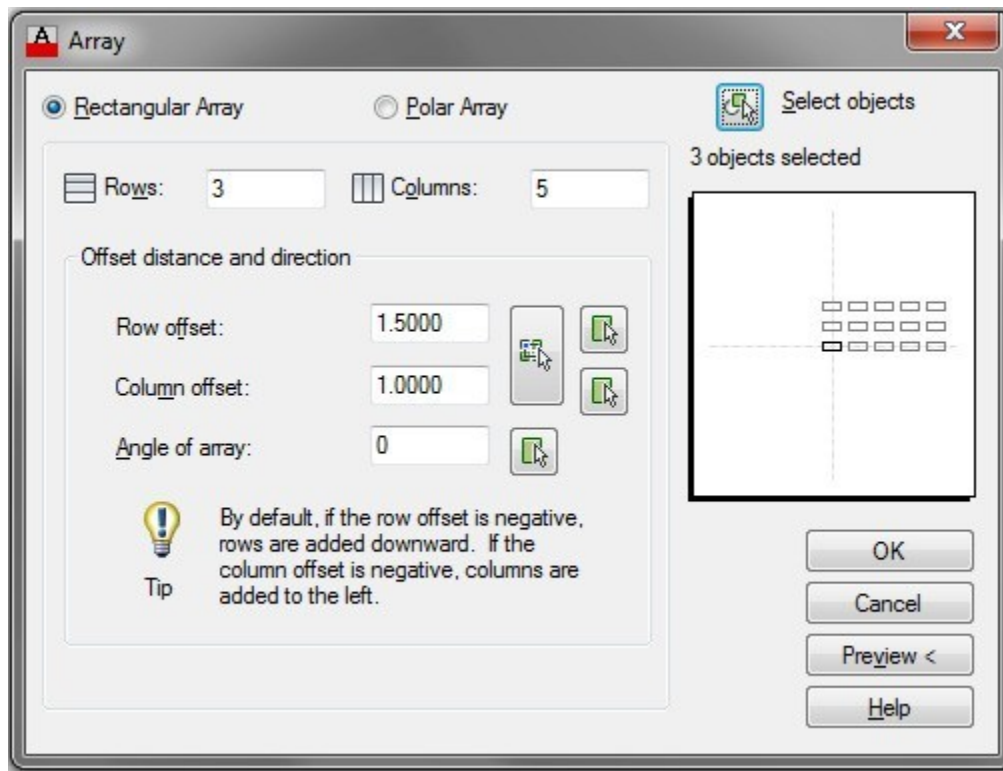 Array
Rectangular Array
Polar Array
Select objects
3 objects selected
Rows:
3
Columns:
5
Offset distance and direction
Row offset:
1.5000
Column offset:
1.0000
Angle of array:
0
By default, if the row offset is negative,
rows are added downward. If the
column offset is negative, columns are
added to the left.
Tip
OK
Cancel
Preview <
Help